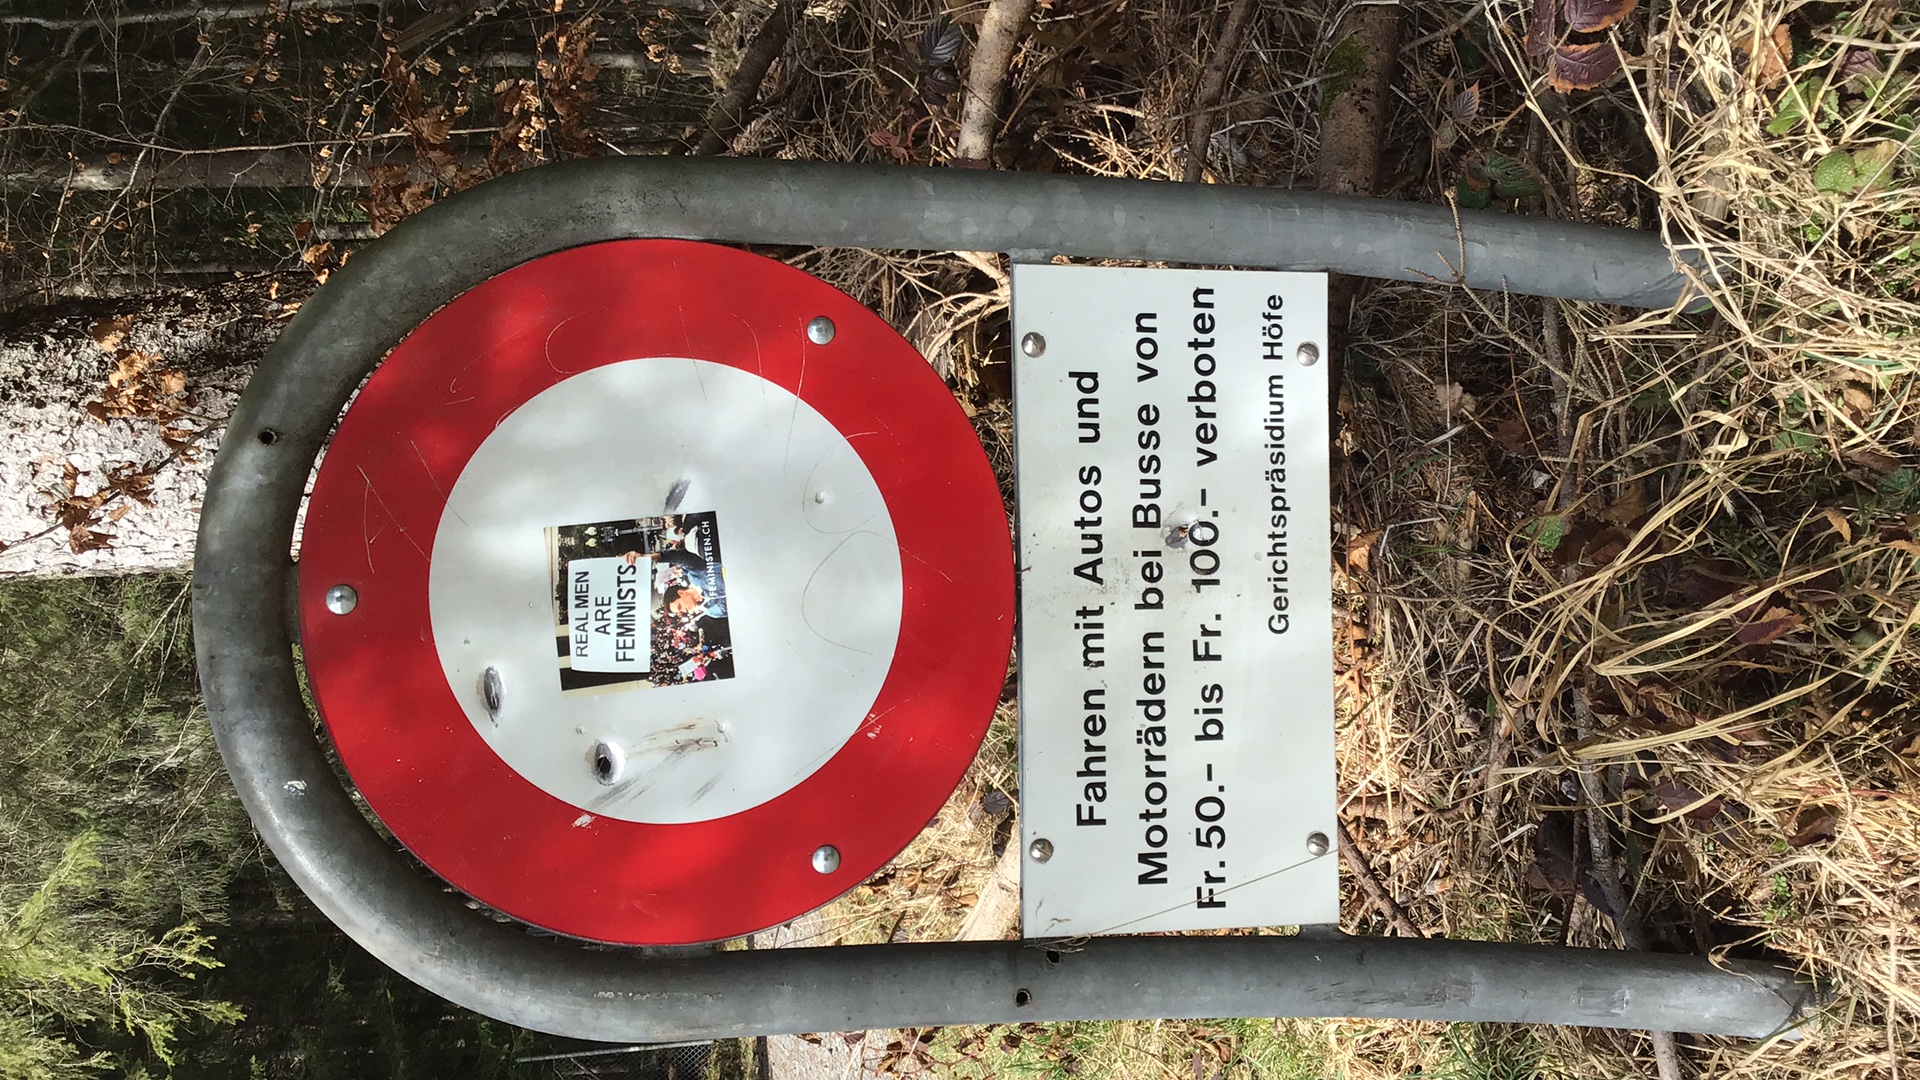 REAL MEN
ARE
FEMINISTS
FEMINISTEN.CH
Fahren mit Autos und
Motorrädern bei Busse von
Fr. 50.- bis Fr. 100.- verboten
Gerichtspräsidium Höfe